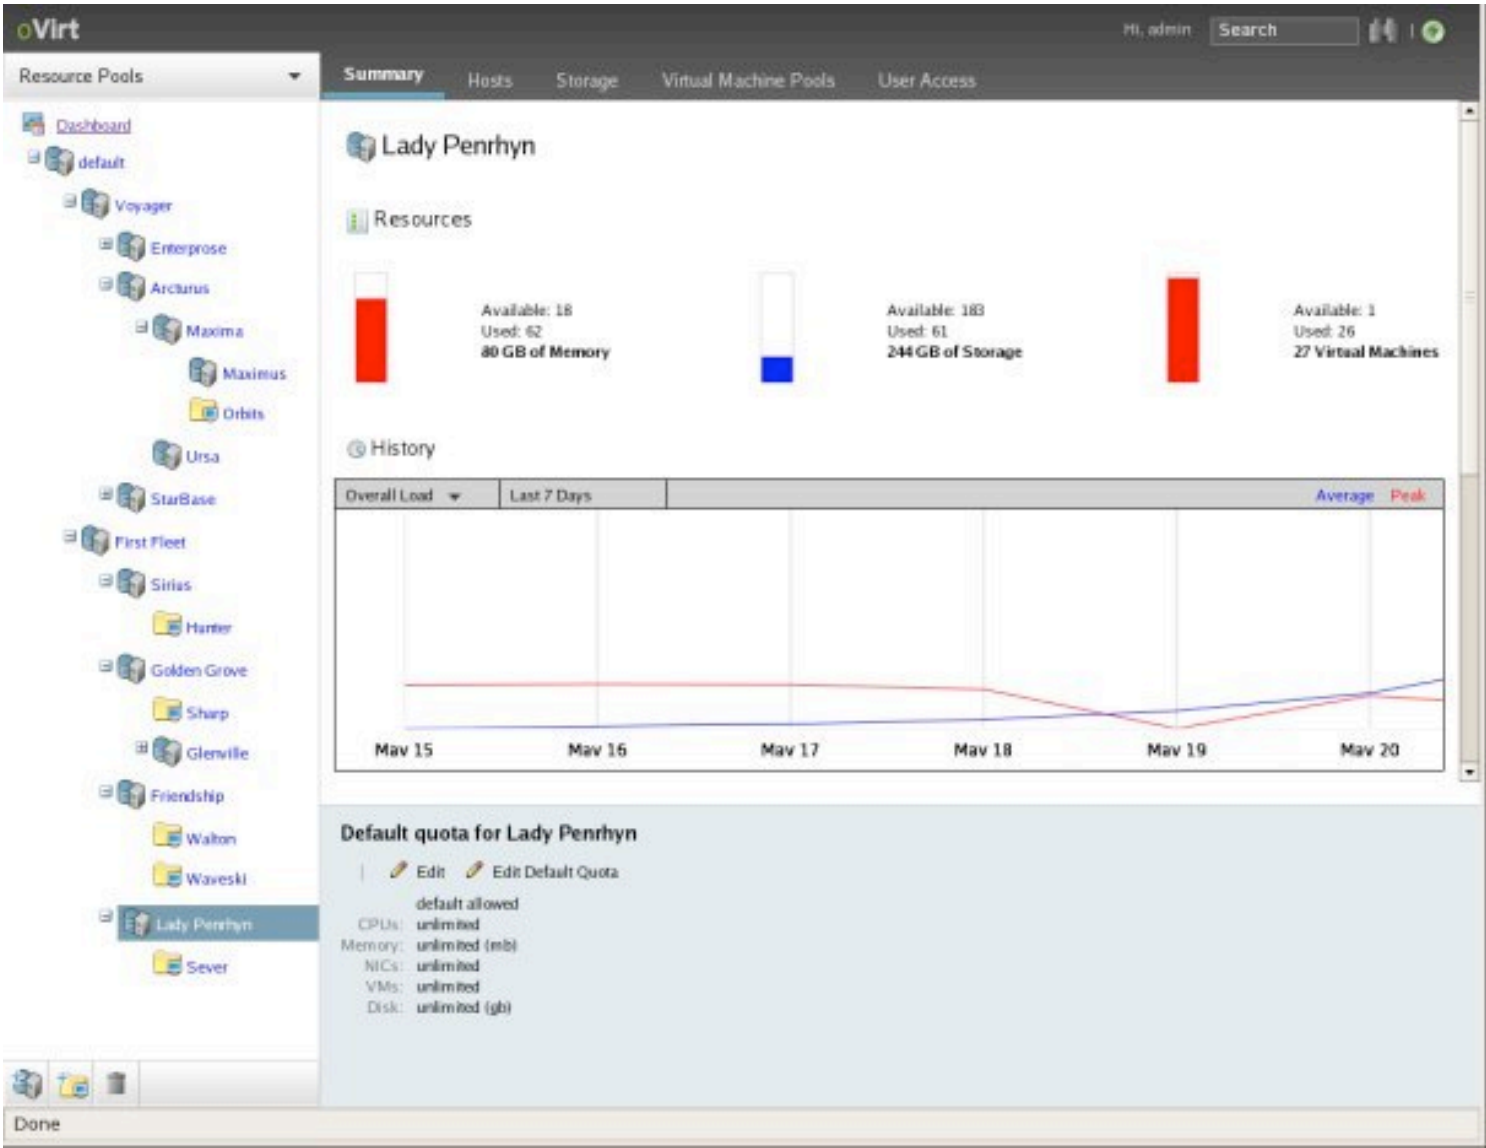 oVirt
Hi, admin
Search
Resource Pools
Summary
Hosts
Storage
Virtual Machine Pools
User Access
Dashboard
default
Voyager
Enterprose
Arcturus
Maxima
Maximus
Orbits
Ursa
StarBase
First Fleet
Sirius
Hunter
Golden Grove
Sharp
Glenville
Friendship
Walton
Waveski
Lady Penrhyn
Sever
Lady Penrhyn
Resources
Available: 18
Used: 62
80 GB of Memory
Available: 183
Used: 61
244 GB of Storage
Available: 1
Used: 26
27 Virtual Machines
History
Overall Load
Last 7 Days
Average Peak
May 15
May 16
May 17
May 18
May 19
May 20
Default quota for Lady Penrhyn
Edit
Edit Default Quota
default allowed
CPUs: unlimited
Memory: unlimited (mb)
NICs: unlimited
VMs: unlimited
Disk: unlimited (gb)
Done